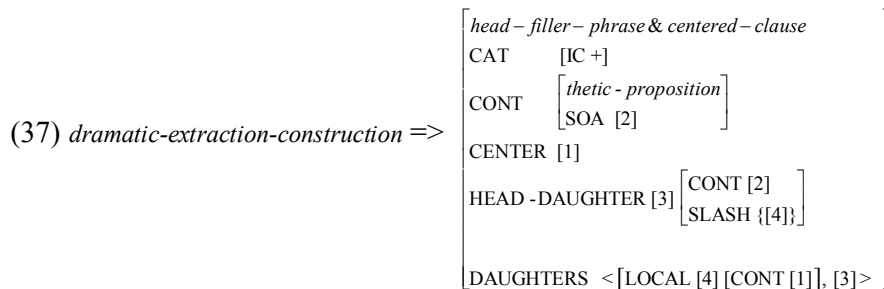 head – filler – phrase & centered – clause
CAT [IC +]
CONT [thetic - proposition
SOA [2]]
(37) dramatic-extraction-construction =>
CENTER [1]
HEAD - DAUGHTER [3] [CONT [2]
SLASH {[4]}]
DAUGHTERS < [LOCAL [4] [CONT [1]], [3] >